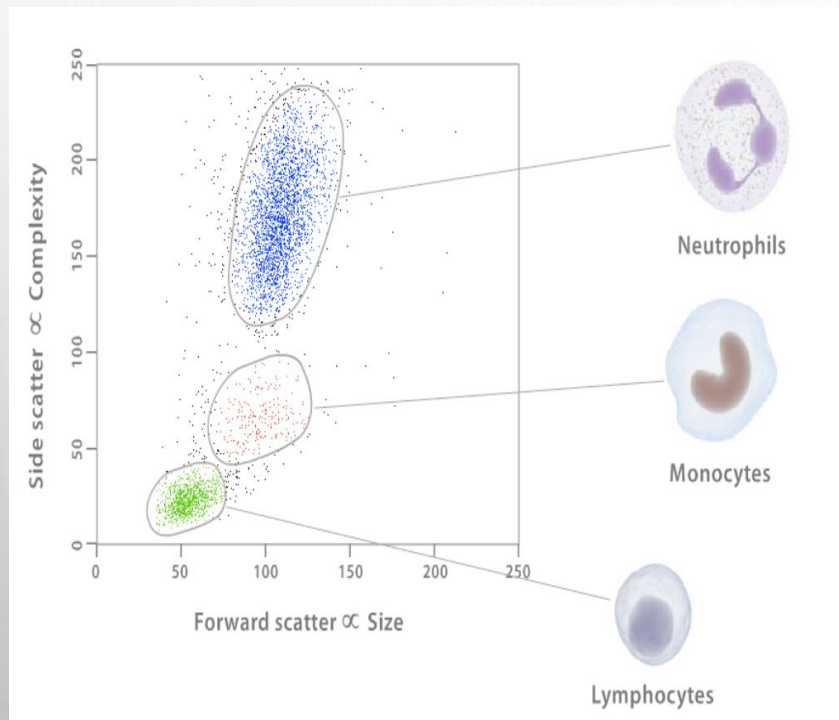 Side scatter ∝ Complexity
250
200
150
100
50
0
0 50 100 150 200 250
Forward scatter ∝ Size
Neutrophils
Monocytes
Lymphocytes